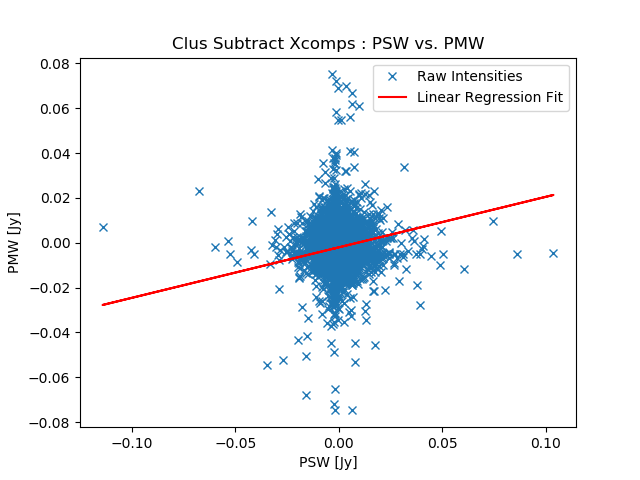 Clus Subtract Xcomps : PSW vs. PMW
Raw Intensities
Linear Regression Fit
PMW [Jy]
0.08
0.06
0.04
0.02
0.00
−0.02
−0.04
−0.06
−0.08
−0.10
−0.05
0.00
0.05
0.10
PSW [Jy]